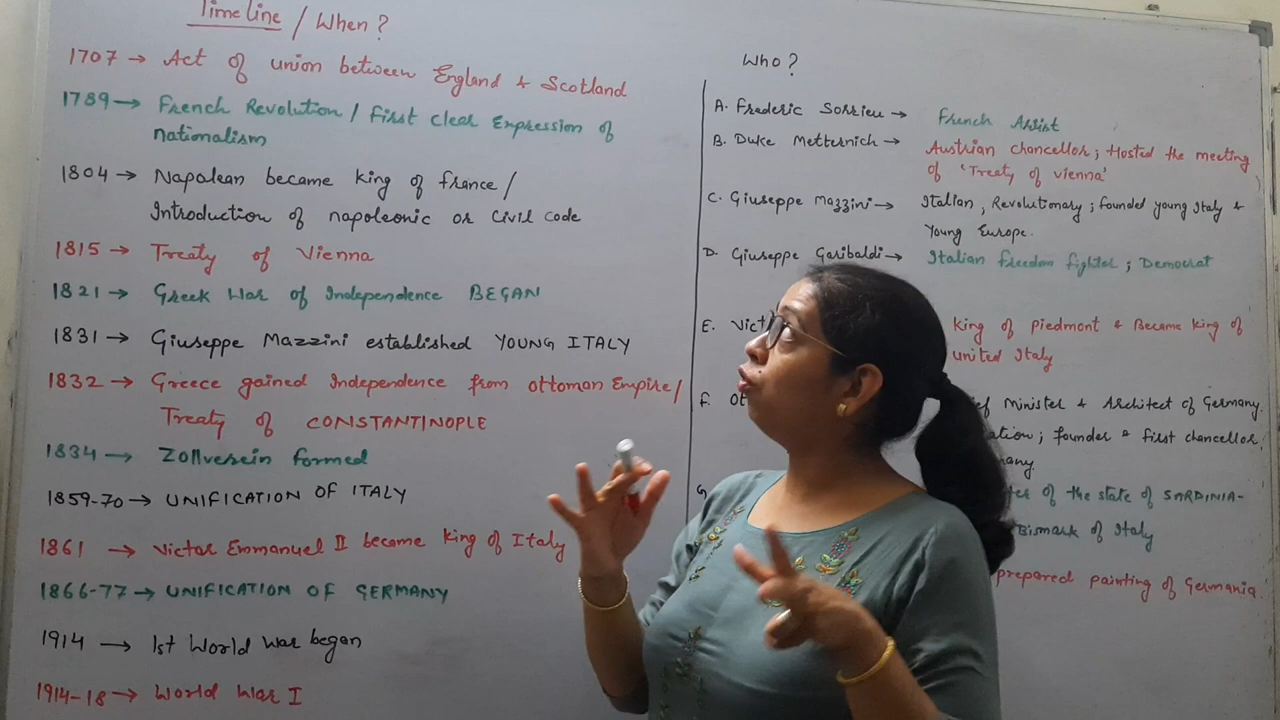 Timeline / When?
1707 → Act of union between England & Scotland
1789 → French Revolution / First clear Expression of
nationalism
1804 → Napolean became king of france /
Introduction of napoleonic or Civil code
1815 → Treaty of Vienna
1821 → Greek War of Independence BEGAN
1831 → Giuseppe Mazzini established YOUNG ITALY
1832 → Greece gained Independence from ottoman Empire /
Treaty of CONSTANTINOPLE
1834 → Zollverein formed
1859-70 → UNIFICATION OF ITALY
1861 → Victor Emmanuel II became king of Italy
1866-77 → UNIFICATION OF GERMANY
1914 → 1st World War began
1914-18 → World War I
Who?
A. Frederic Sorrieu → French Artist
B. Duke Metternich → Austrian chancellor; Hosted the meeting
of 'Treaty of vienna'
C. Giuseppe Mazzini → Italian, Revolutionary; founded young Italy &
Young Europe.
D. Giuseppe Garibaldi → Italian freedom fighter; Democrat
E. king of piedmont & Became king of
united Italy
F. Minister & Architect of Germany
founder & first chancellor
G of the state of SARDINIA-
Bismark of Italy
prepared painting of Germania.